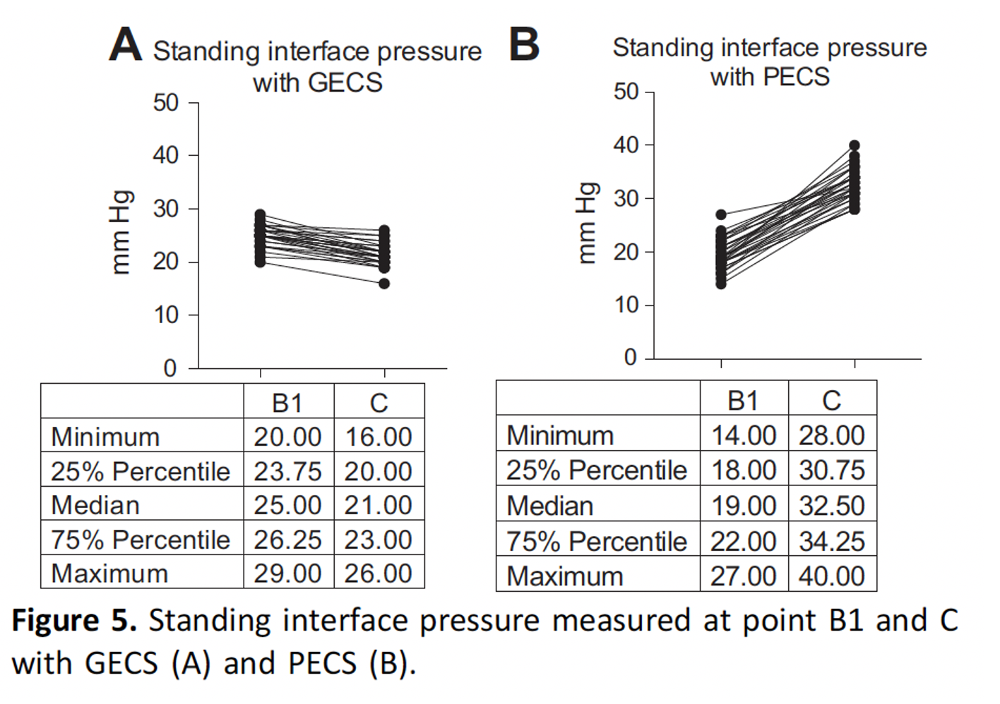 A Standing interface pressure
with GECS
50
40
30
20
10
0
mm Hg
B1 C
Minimum 20.00 16.00
25% Percentile 23.75 20.00
Median 25.00 21.00
75% Percentile 26.25 23.00
Maximum 29.00 26.00
B Standing interface pressure
with PECS
50
40
30
20
10
0
mm Hg
B1 C
Minimum 14.00 28.00
25% Percentile 18.00 30.75
Median 19.00 32.50
75% Percentile 22.00 34.25
Maximum 27.00 40.00
Figure 5. Standing interface pressure measured at point B1 and C
with GECS (A) and PECS (B).